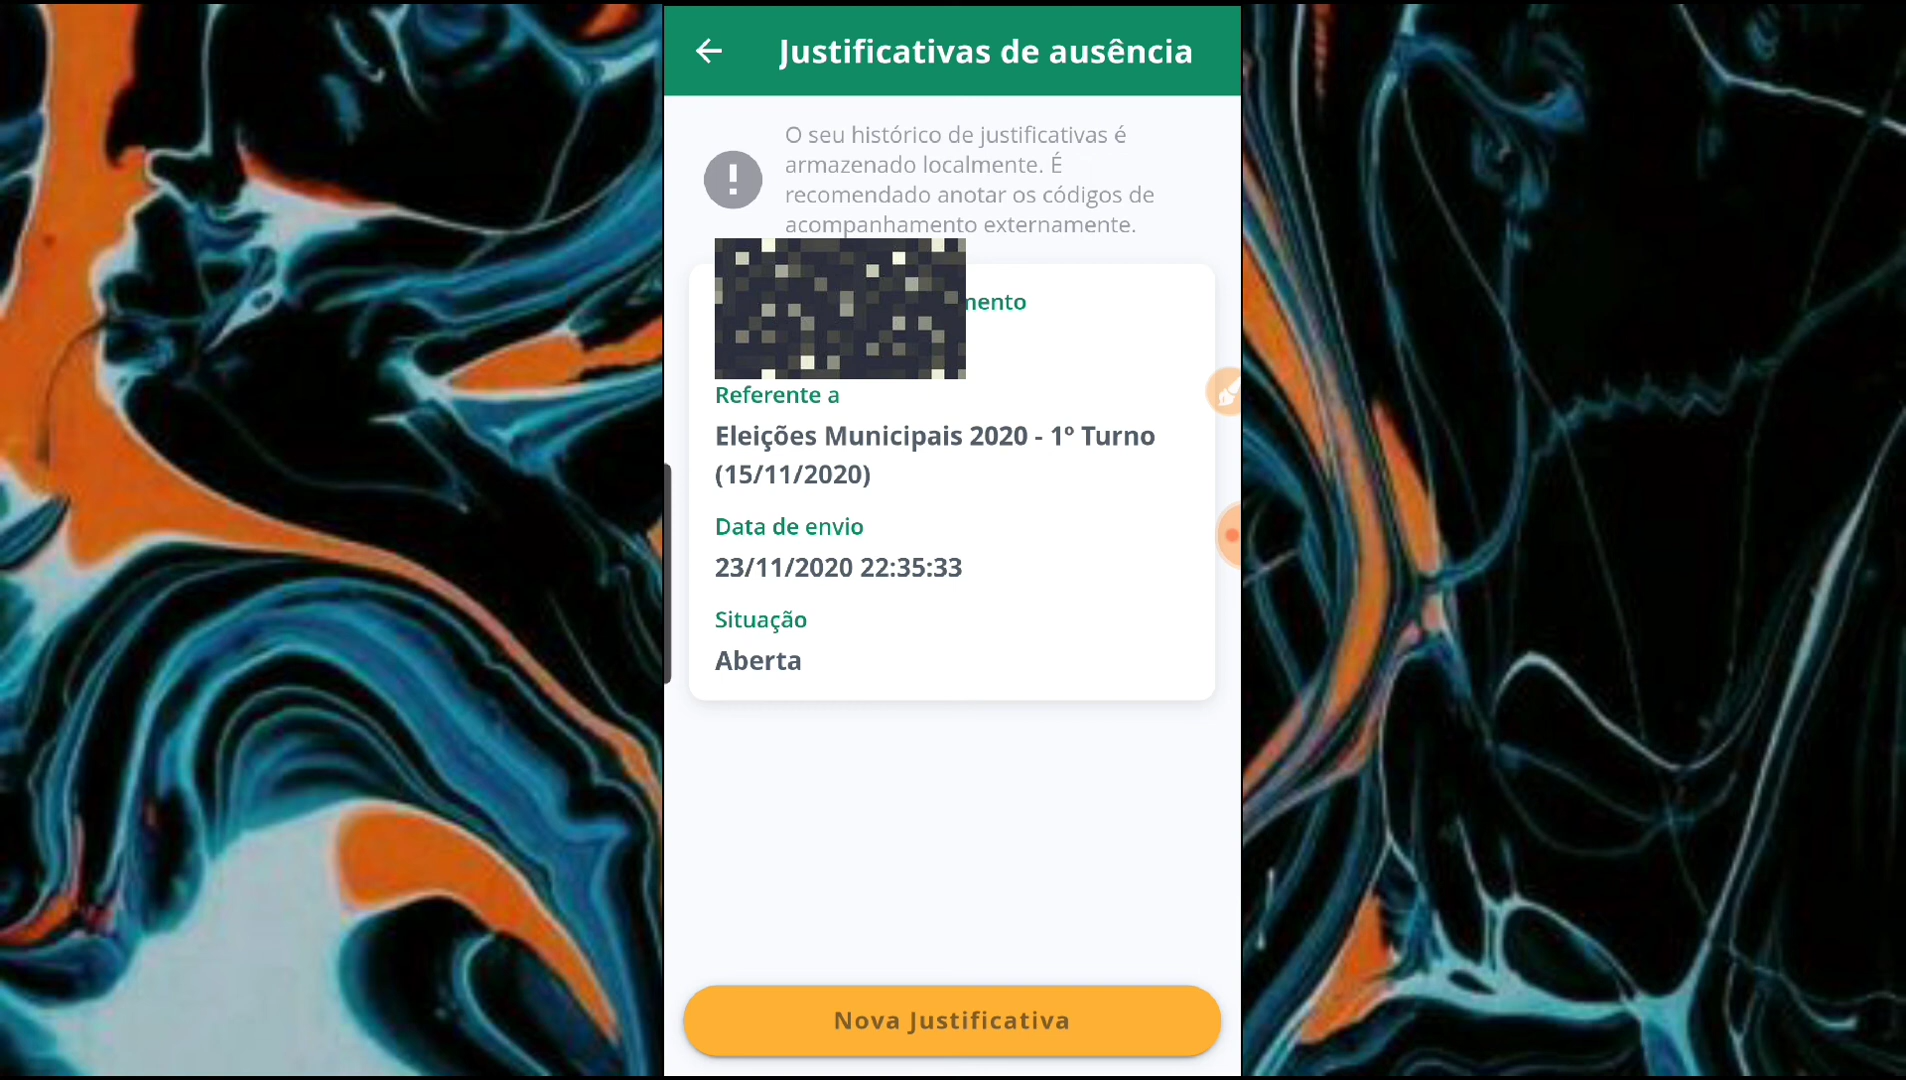 Justificativas de ausência
O seu histórico de justificativas é
armazenado localmente. É
recomendado anotar os códigos de
acompanhamento externamente.
mento
Referente a
Eleições Municipais 2020 - 1º Turno
(15/11/2020)
Data de envio
23/11/2020 22:35:33
Situação
Aberta
Nova Justificativa